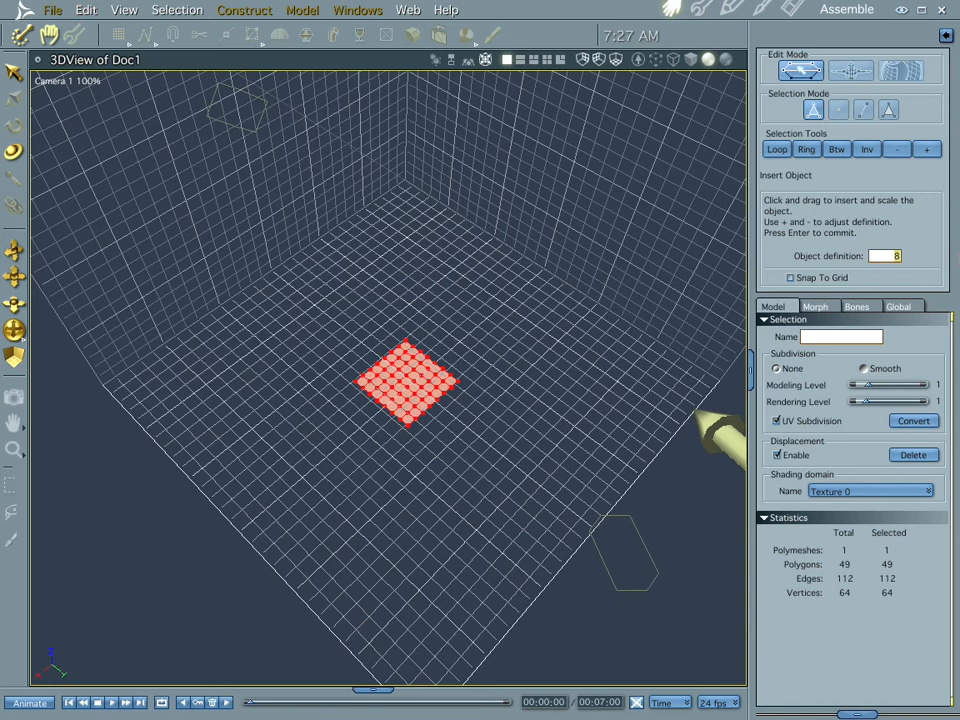 File Edit View Selection Construct Model Windows Web Help
Assemble
7:27 AM
3DView of Doc1
Camera 1 100%
Edit Mode
Selection Mode
Selection Tools
Loop Ring Btw Inv - +
Insert Object
Click and drag to insert and scale the
object.
Use + and - to adjust definition.
Press Enter to commit.
Object definition: 8
Snap To Grid
Model Morph Bones Global
Selection
Name
Subdivision
None Smooth
Modeling Level 1
Rendering Level 1
UV Subdivision Convert
Displacement
Enable Delete
Shading domain
Name Texture 0
Statistics
Total Selected
Polymeshes: 1 1
Polygons: 49 49
Edges: 112 112
Vertices: 64 64
Z
X Y
Animate 00:00:00 / 00:07:00 Time 24 fps